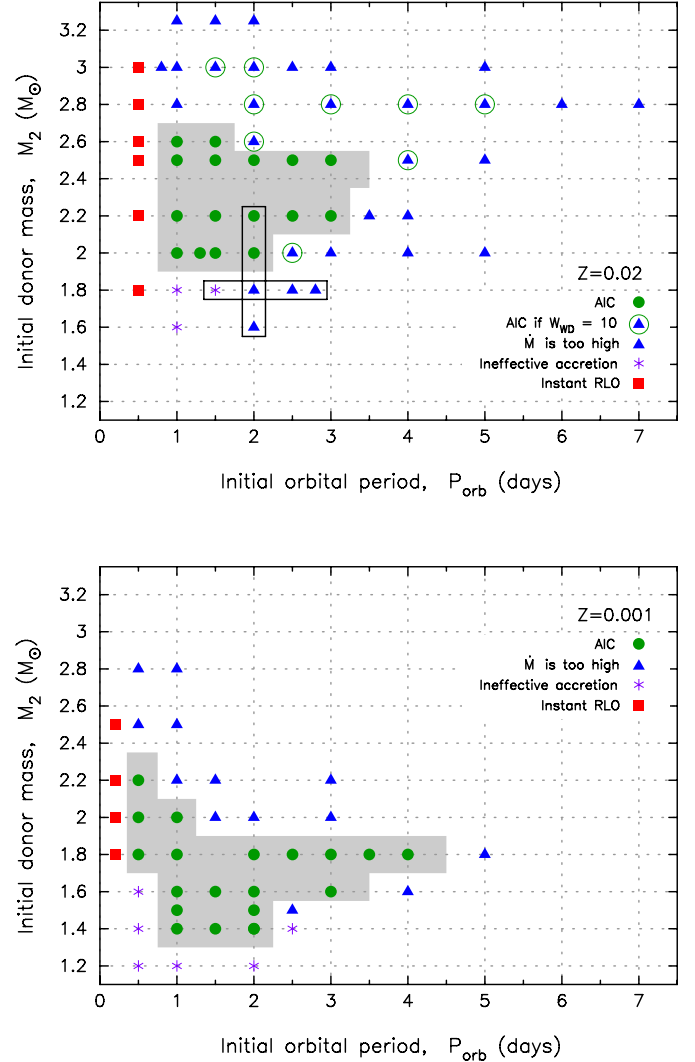 3.2
3
2.8
2.6
2.4
2.2
2
1.8
1.6
1.4
1.2
Initial donor mass, M₂ (M☉)
Z=0.02
AIC
AIC if W_WD = 10
Ṁ is too high
Ineffective accretion
Instant RLO
0 1 2 3 4 5 6 7
Initial orbital period, P_orb (days)
3.2
3
2.8
2.6
2.4
2.2
2
1.8
1.6
1.4
1.2
Initial donor mass, M₂ (M☉)
Z=0.001
AIC
Ṁ is too high
Ineffective accretion
Instant RLO
0 1 2 3 4 5 6 7
Initial orbital period, P_orb (days)